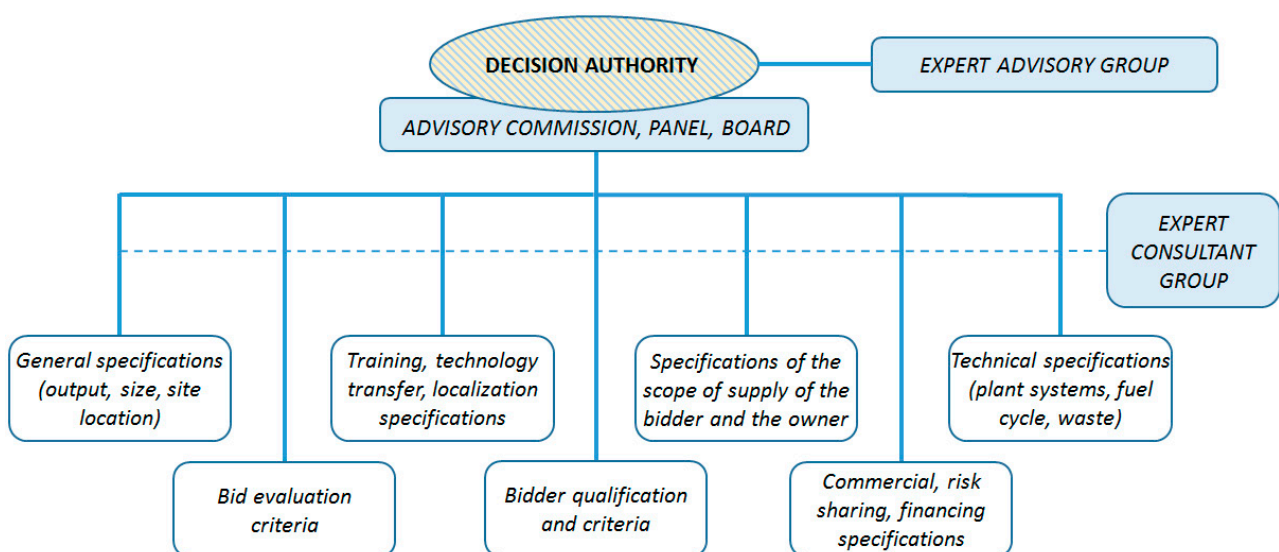 DECISION AUTHORITY
EXPERT ADVISORY GROUP
ADVISORY COMMISSION, PANEL, BOARD
EXPERT
CONSULTANT
GROUP
General specifications
(output, size, site
location)
Training, technology
transfer, localization
specifications
Specifications of the
scope of supply of the
bidder and the owner
Technical specifications
(plant systems, fuel
cycle, waste)
Bid evaluation
criteria
Bidder qualification
and criteria
Commercial, risk
sharing, financing
specifications